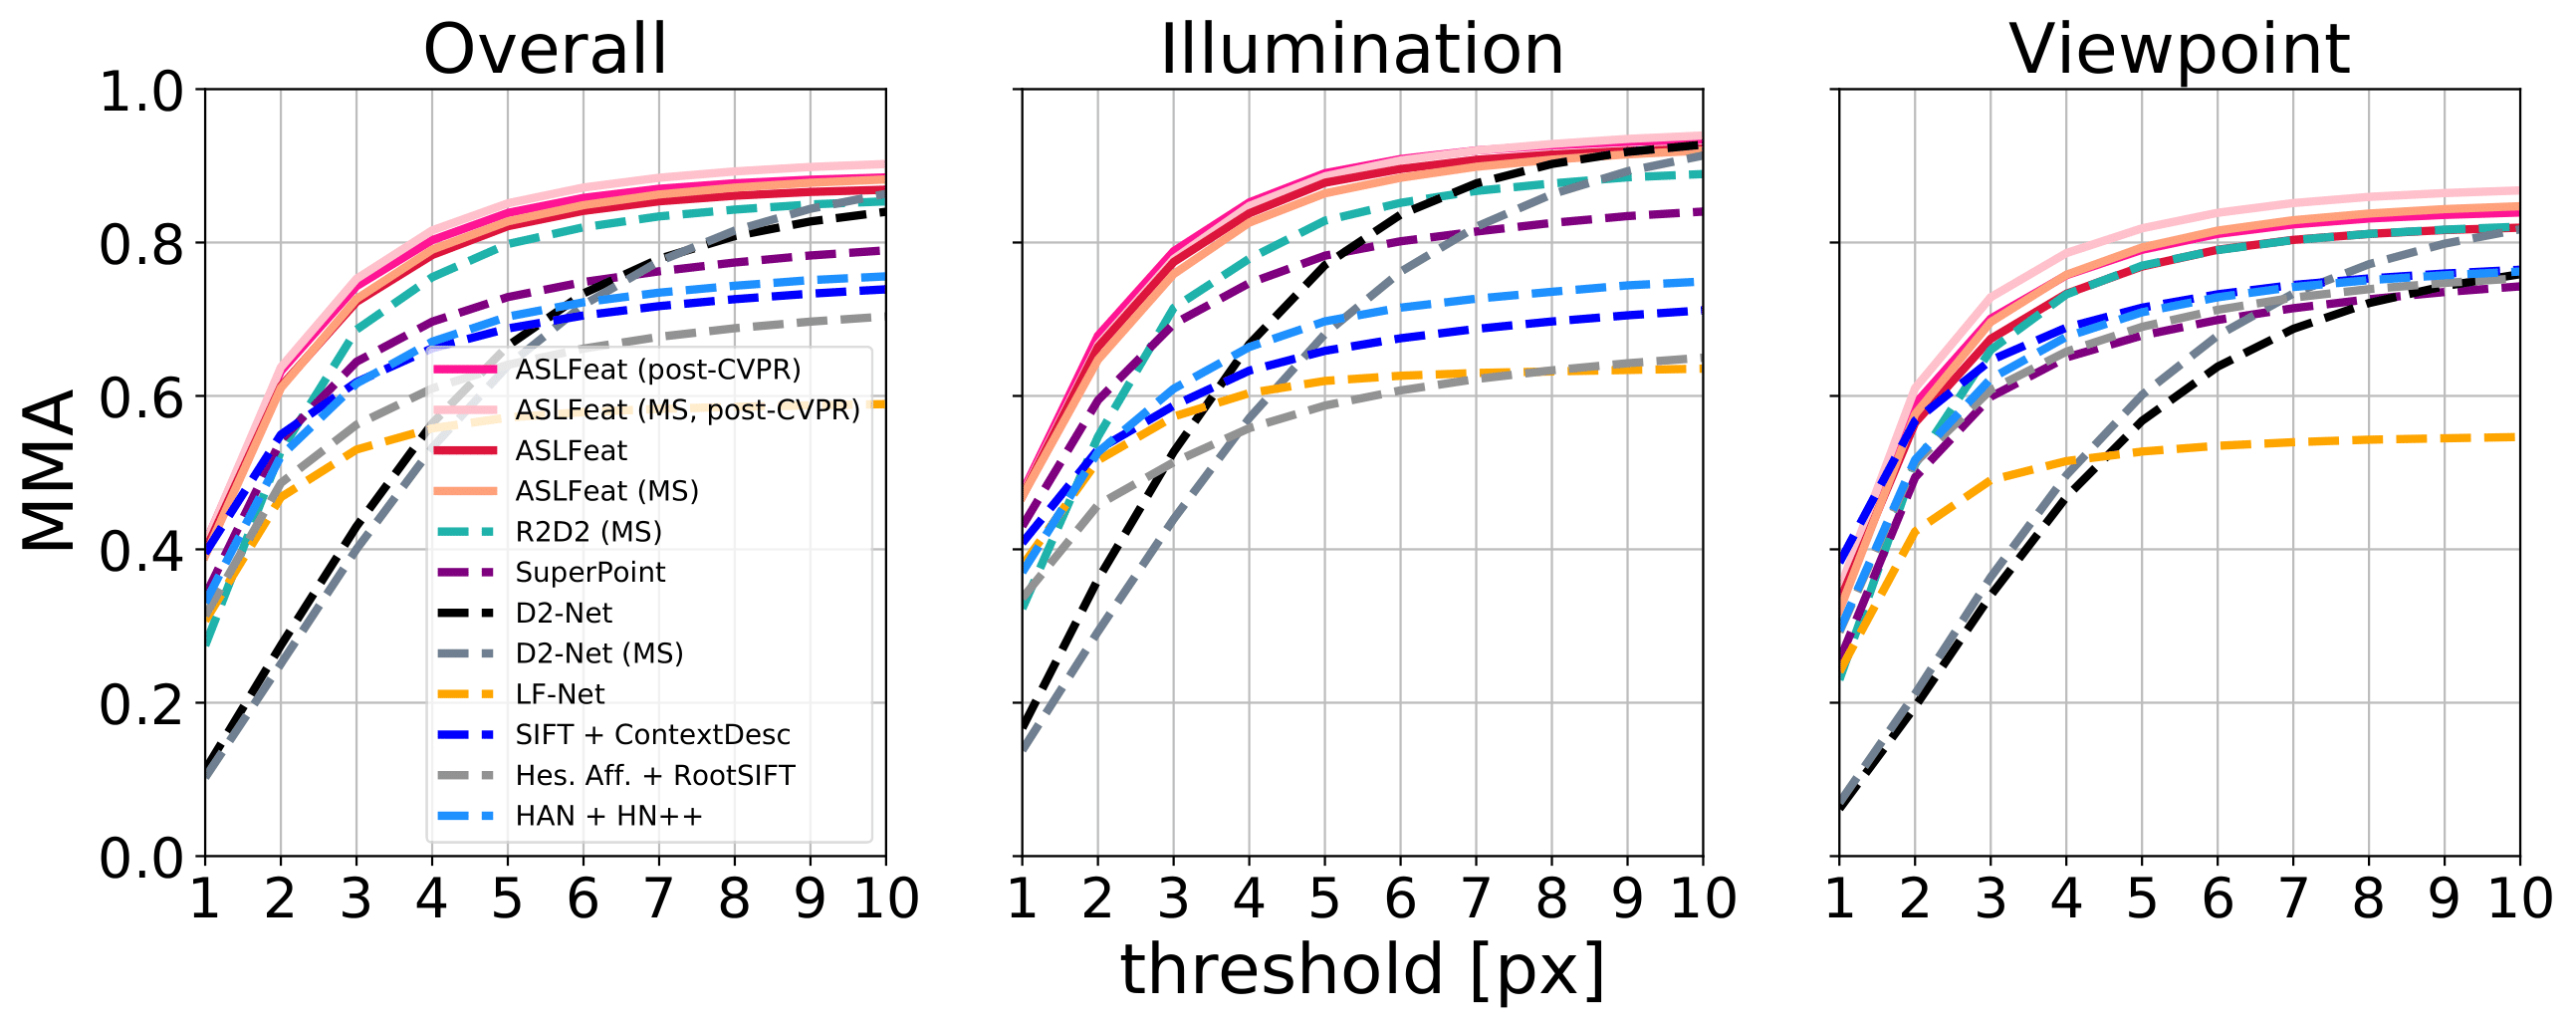 Overall Illumination Viewpoint
MMA
1.0
0.8
0.6
0.4
0.2
0.0
ASLFeat (post-CVPR)
ASLFeat (MS, post-CVPR)
ASLFeat
ASLFeat (MS)
R2D2 (MS)
SuperPoint
D2-Net
D2-Net (MS)
LF-Net
SIFT + ContextDesc
Hes. Aff. + RootSIFT
HAN + HN++
1 2 3 4 5 6 7 8 9 10 1 2 3 4 5 6 7 8 9 10 1 2 3 4 5 6 7 8 9 10
threshold [px]